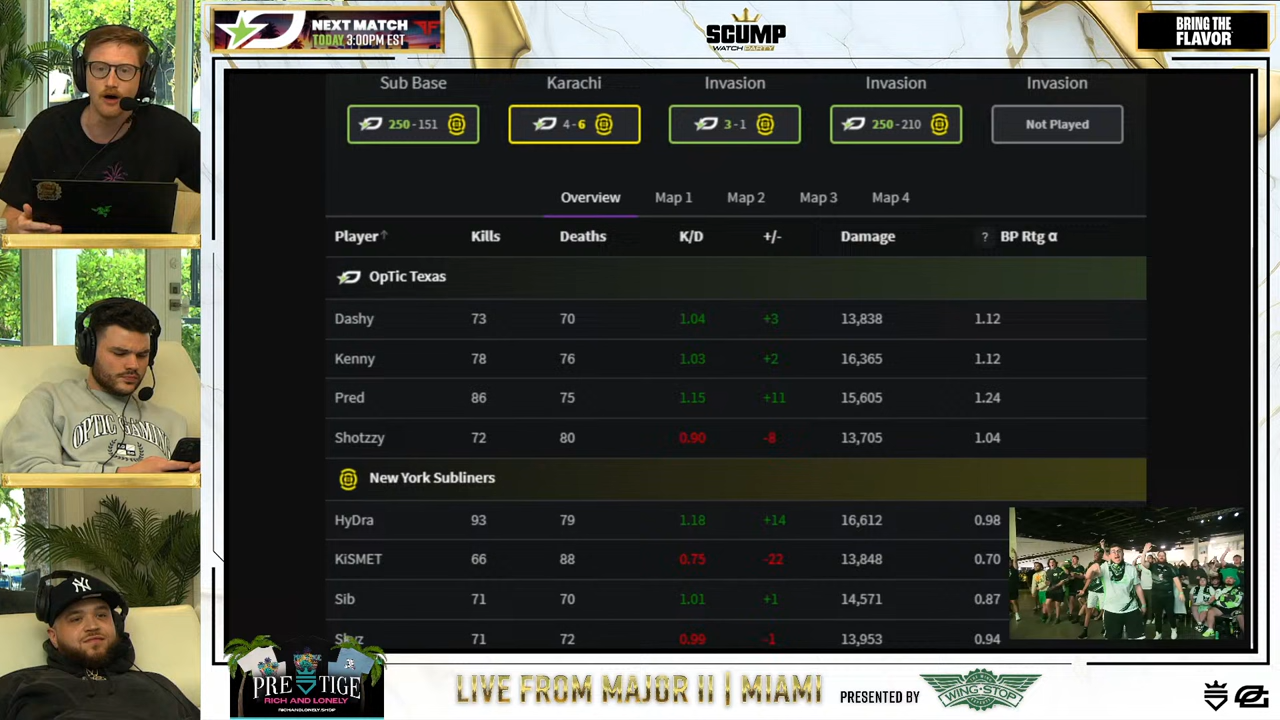 NEXT MATCH
TODAY 3:00PM EST
SCUMP
WATCH PARTY
BRING THE
FLAVOR
Sub Base Karachi Invasion Invasion Invasion
250-151 4-6 3-1 250-210 Not Played
Overview Map 1 Map 2 Map 3 Map 4
Player↑ Kills Deaths K/D +/- Damage ? BP Rtg α
OpTic Texas
Dashy 73 70 1.04 +3 13,838 1.12
Kenny 78 76 1.03 +2 16,365 1.12
Pred 86 75 1.15 +11 15,605 1.24
Shotzzy 72 80 0.90 -8 13,705 1.04
New York Subliners
HyDra 93 79 1.18 +14 16,612 0.98
KiSMET 66 88 0.75 -22 13,848 0.70
Sib 71 70 1.01 +1 14,571 0.87
Skyz 71 72 0.99 -1 13,953 0.94
OPTIC GAMING
NY
PRESTIGE
RICH AND LONELY
RICHANDLONELY.SHOP
LIVE FROM MAJOR II | MIAMI
PRESENTED BY
WING·STOP